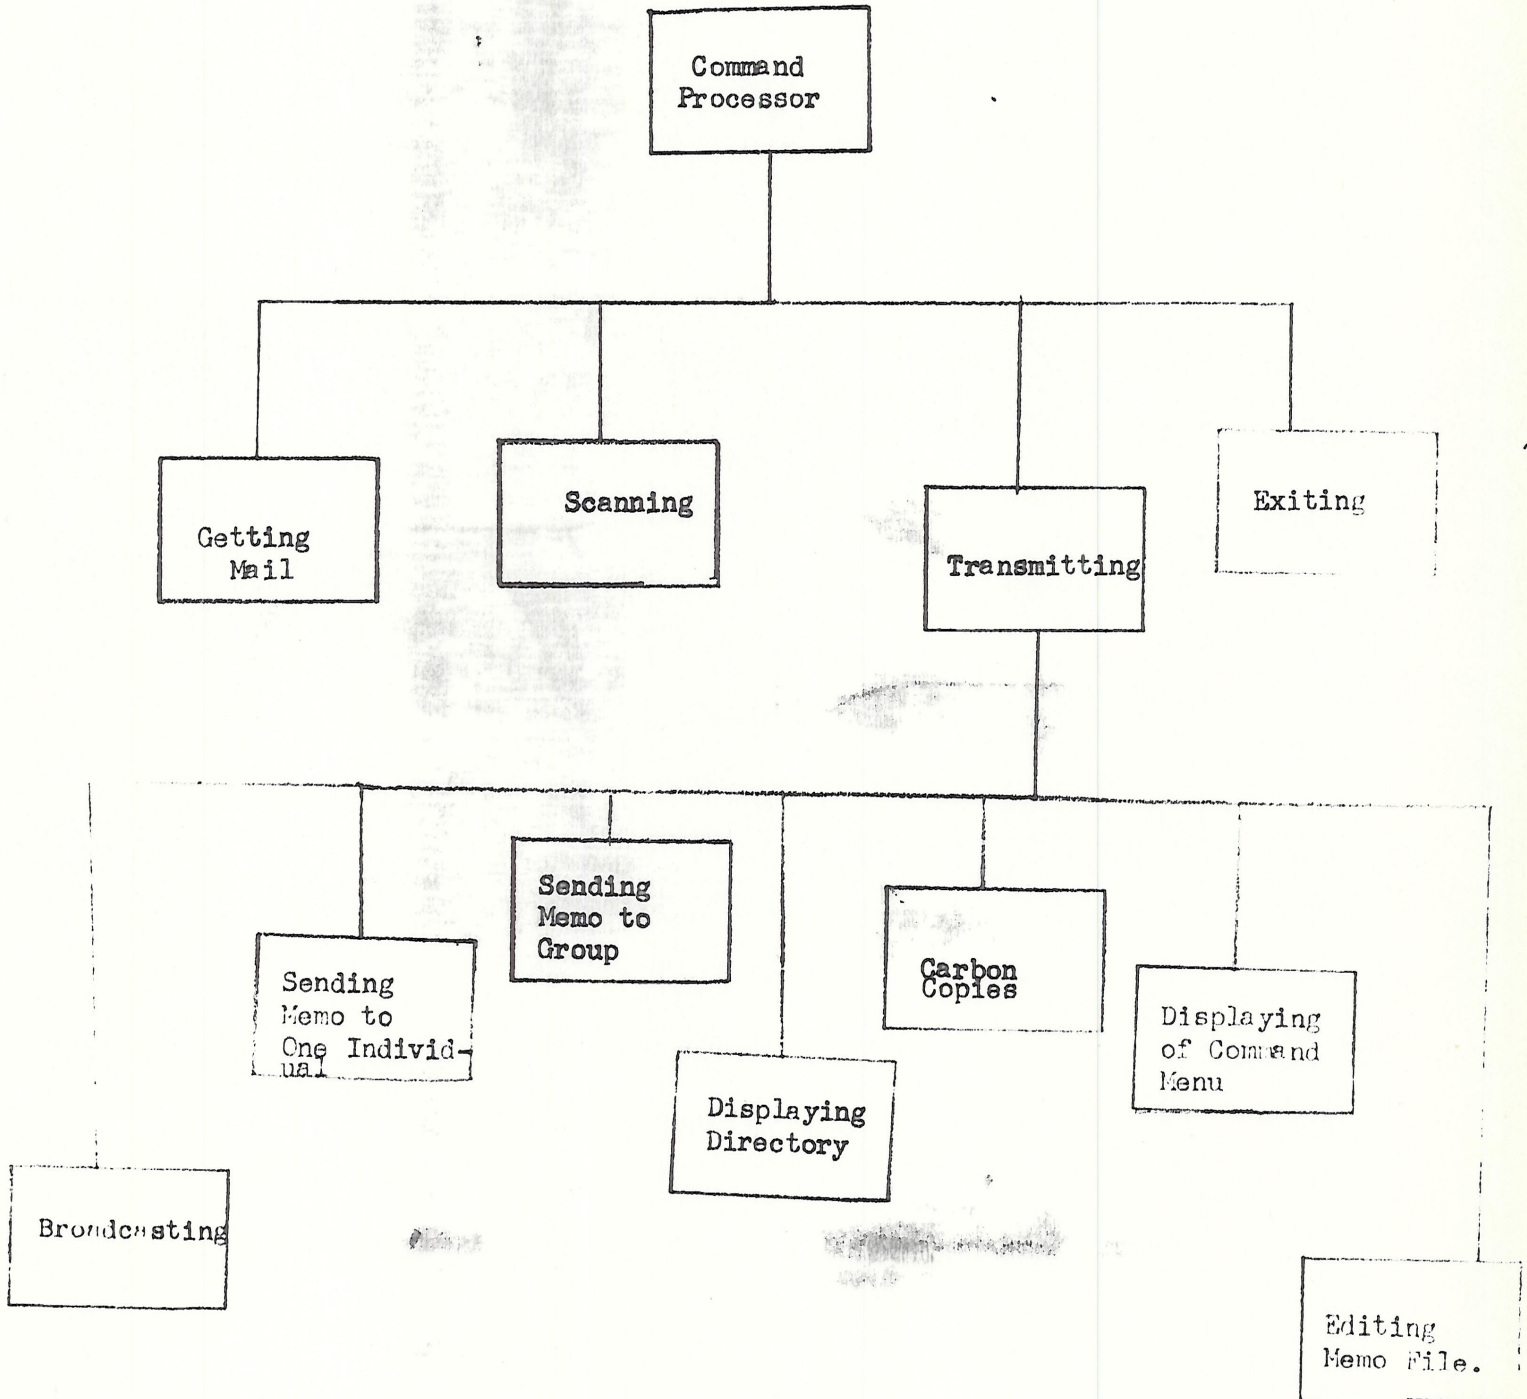 Command
Processor
Getting
Mail
Scanning
Transmitting
Exiting
Broadcasting
Sending
Memo to
One Individ-
ual
Sending
Memo to
Group
Displaying
Directory
Carbon
Copies
Displaying
of Command
Menu
Editing
Memo File.